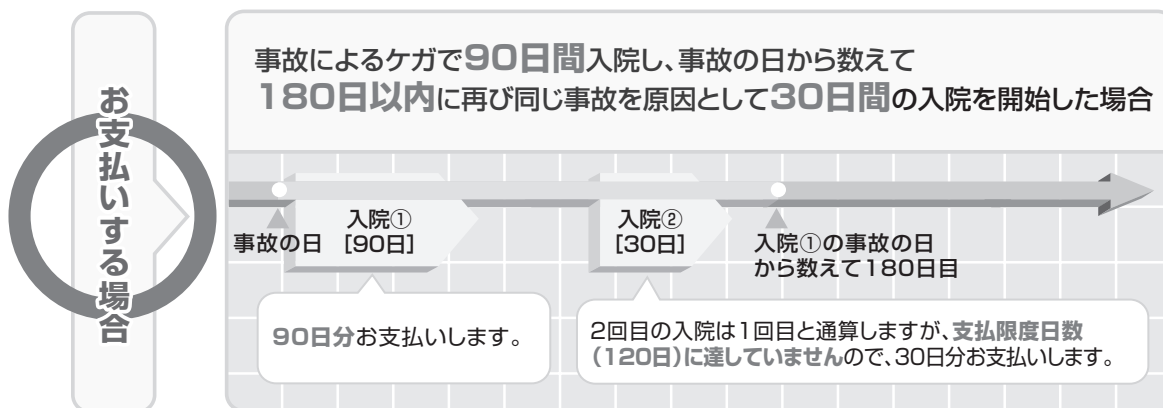 お支払いする場合
事故によるケガで90日間入院し、事故の日から数えて
180日以内に再び同じ事故を原因として30日間の入院を開始した場合
事故の日
入院①
[90日]
入院②
[30日]
入院①の事故の日
から数えて180日目
90日分お支払いします。
2回目の入院は1回目と通算しますが、支払限度日数
(120日)に達していませんので、30日分お支払いします。